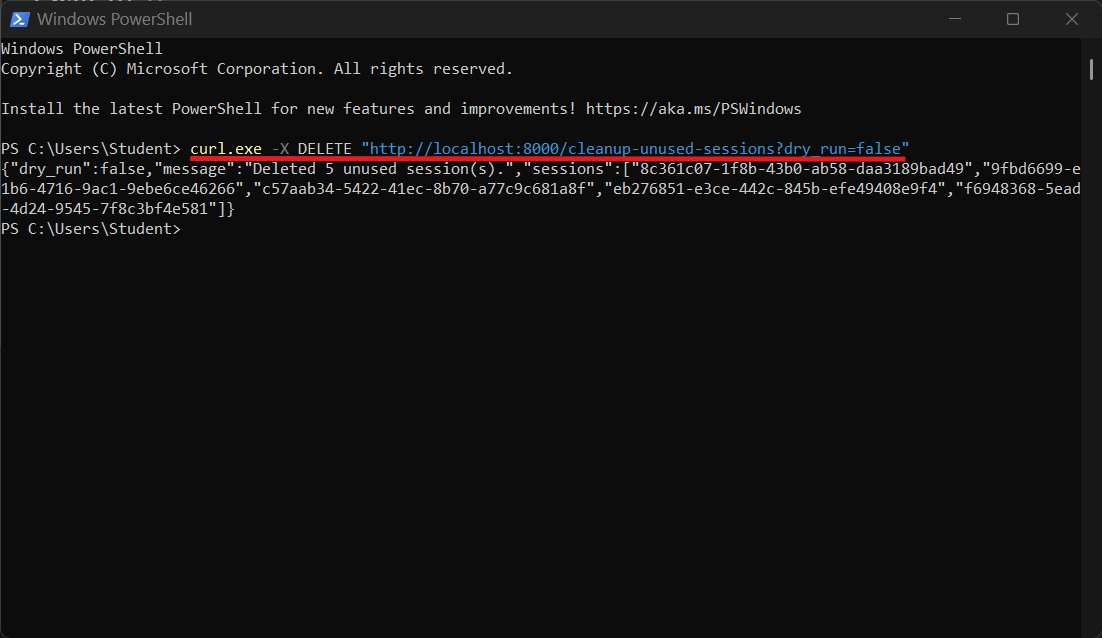 Windows PowerShell
Windows PowerShell
Copyright (C) Microsoft Corporation. All rights reserved.
Install the latest PowerShell for new features and improvements! https://aka.ms/PSWindows
PS C:\Users\Student> curl.exe -X DELETE "http://localhost:8000/cleanup-unused-sessions?dry_run=false"
{"dry_run":false,"message":"Deleted 5 unused session(s).","sessions":["8c361c07-1f8b-43b0-ab58-daa3189bad49","9fbd6699-e
1b6-4716-9ac1-9ebe6ce46266","c57aab34-5422-41ec-8b70-a77c9c681a8f","eb276851-e3ce-442c-845b-efe49408e9f4","f6948368-5ead
-4d24-9545-7f8c3bf4e581"]}
PS C:\Users\Student>